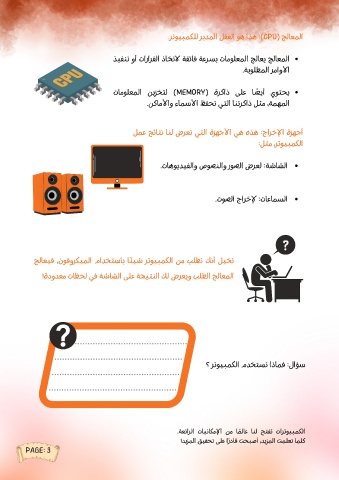 المعالج (CPU): هذا هو العقل المدبر للكمبيوتر.
المعالج يعالج المعلومات بسرعة فائقة لاتخاذ القرارات أو تنفيذ
الأوامر المطلوبة.
CPU
يحتوي أيضًا على ذاكرة (MEMORY) لتخزين المعلومات
المهمة، مثل ذاكرتنا التي تحفظ الأسماء والأماكن.
أجهزة الإخراج: هذه هي الأجهزة التي تعرض لنا نتائج عمل
الكمبيوتر، مثل:
الشاشة: لعرض الصور والنصوص والفيديوهات.
السماعات: لإخراج الصوت.
?
تخيل أنك تطلب من الكمبيوتر شيئًا باستخدام الميكروفون، فيعالج
المعالج الطلب ويعرض لك النتيجة على الشاشة في لحظات معدودة!
?
سؤال: فماذا نستخدم الكمبيوتر ؟
الكمبيوترات تفتح لنا عالمًا من الإمكانيات الرائعة.
كلما تعلمت المزيد، أصبحت قادرًا على تحقيق المزيد!
PAGE: 3